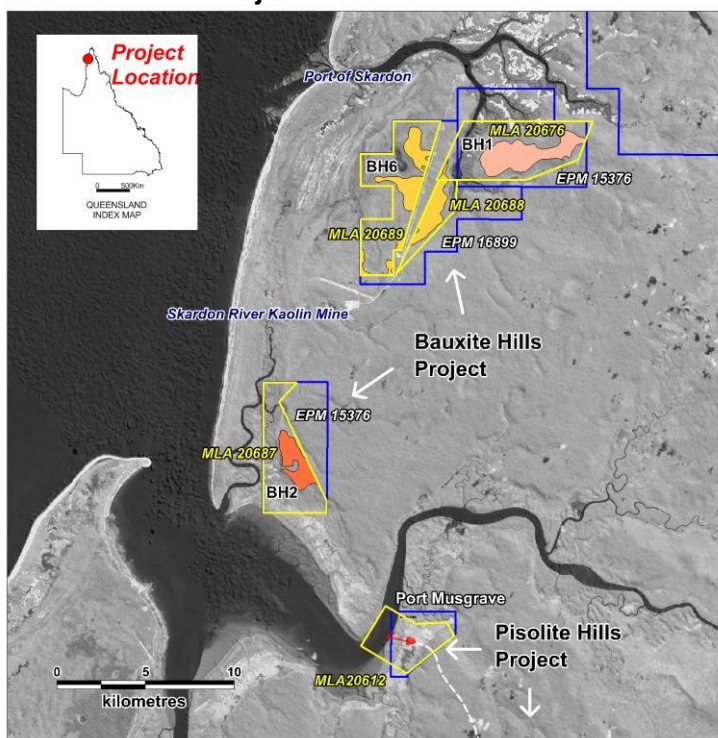 Project
Location
0 500Km
QUEENSLAND
INDEX MAP
Port of Skardon
BH1
MLA 20676
BH6
EPM 15376
MLA 20688
MLA 20689
EPM 16899
Skardon River Kaolin Mine
Bauxite Hills
Project
EPM 15376
MLA 20687
BH2
Port Musgrave
Pisolite Hills
Project
MLA20612
0 5 10
kilometres